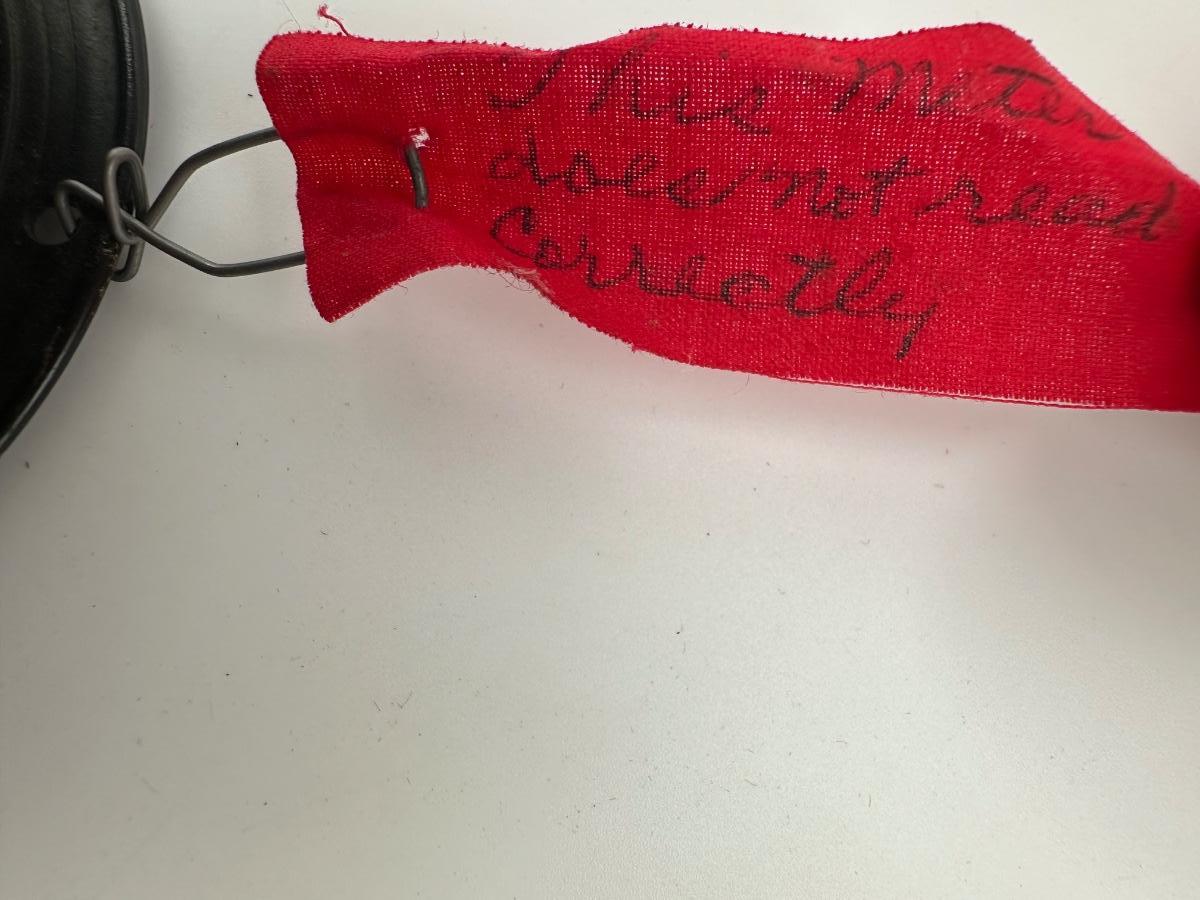 This Meter
does not read
Correctly